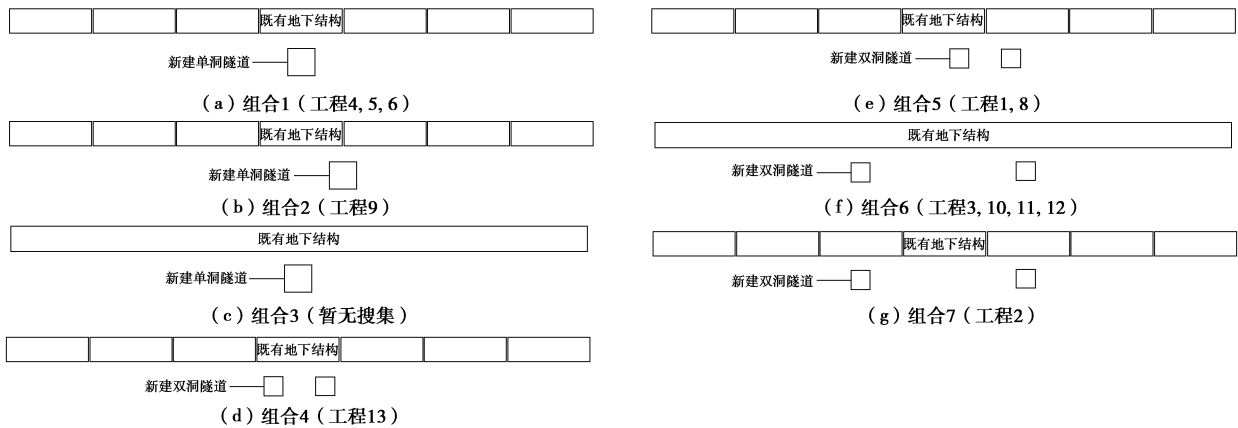 既有地下结构
新建单洞隧道
（a）组合1（工程4, 5, 6）
既有地下结构
新建单洞隧道
（b）组合2（工程9）
既有地下结构
新建单洞隧道
（c）组合3（暂无搜集）
既有地下结构
新建双洞隧道
（d）组合4（工程13）
既有地下结构
新建双洞隧道
（e）组合5（工程1, 8）
既有地下结构
新建双洞隧道
（f）组合6（工程3, 10, 11, 12）
既有地下结构
新建双洞隧道
（g）组合7（工程2）